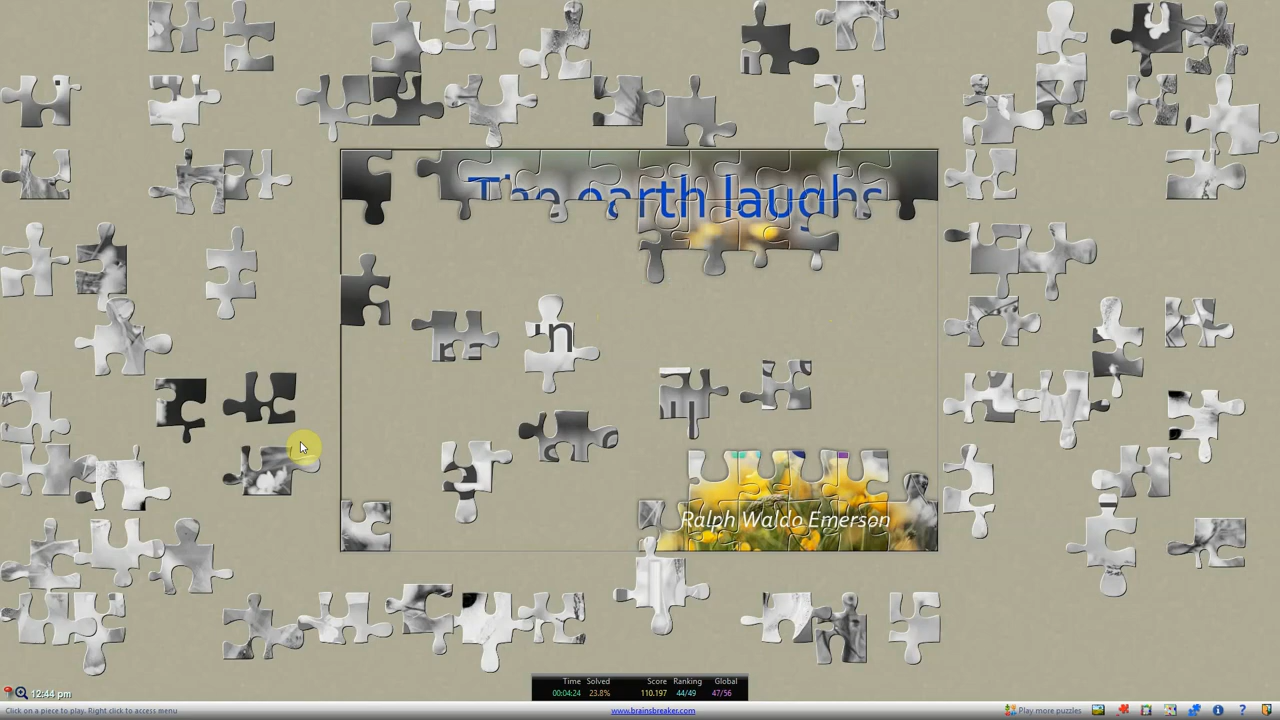 The earth laughs
in
Ralph Waldo Emerson
Time Solved Score Ranking Global
00:04:24 23.8% 110.197 44/49 47/56
12:44 pm
Click on a piece to play. Right click to access menu
www.brainsbreaker.com
Play more puzzles